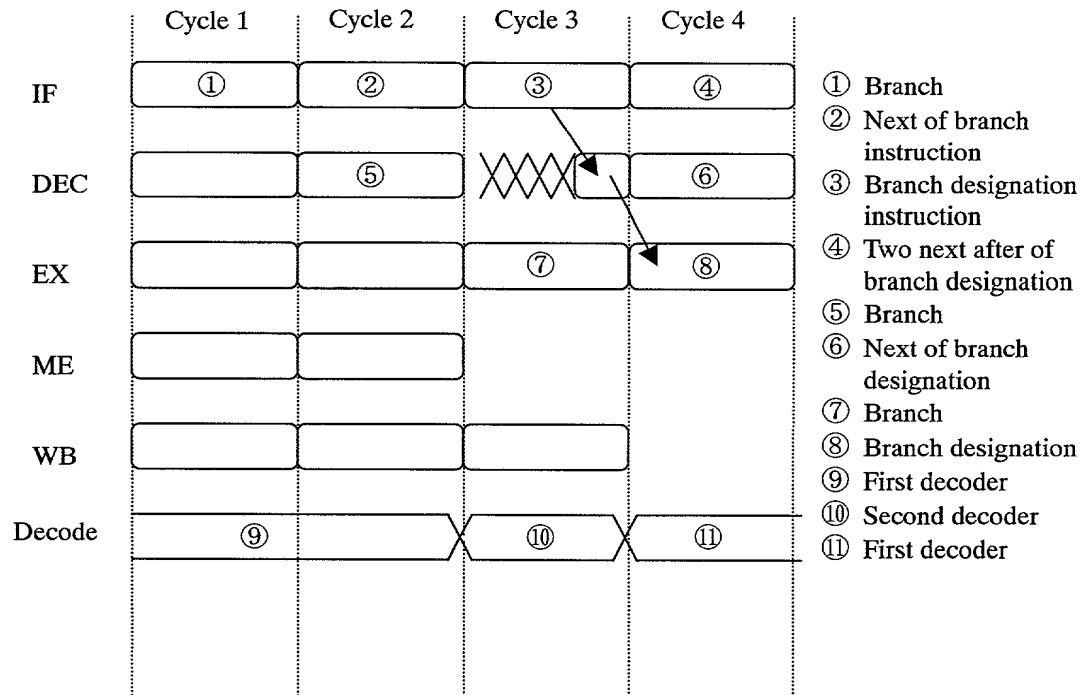 Cycle 1 Cycle 2 Cycle 3 Cycle 4
IF ① ② ③ ④
DEC ⑤ ⑥
EX ⑦ ⑧
ME
WB
Decode ⑨ ⑩ ⑪
① Branch
② Next of branch
instruction
③ Branch designation
instruction
④ Two next after of
branch designation
⑤ Branch
⑥ Next of branch
designation
⑦ Branch
⑧ Branch designation
⑨ First decoder
⑩ Second decoder
⑪ First decoder